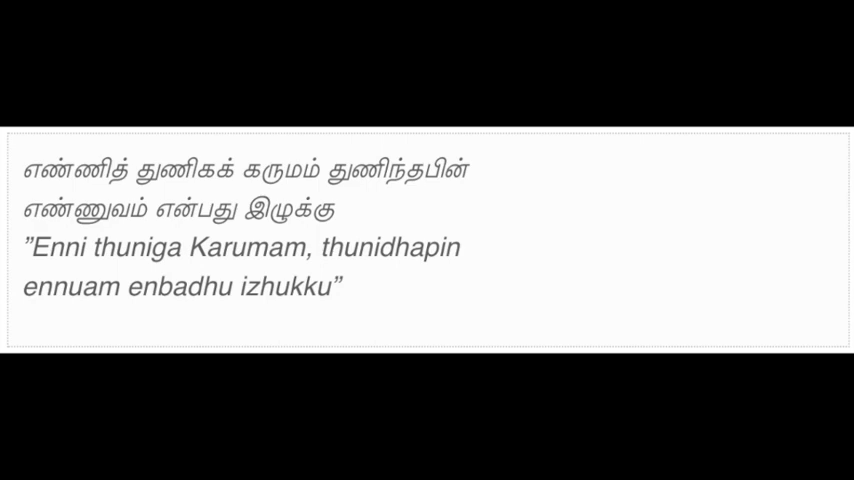 எண்ணித் துணிகக் கருமம் துணிந்தபின்
எண்ணுவம் என்பது இழுக்கு
”Enni thuniga Karumam, thunidhapin
ennuam enbadhu izhukku”